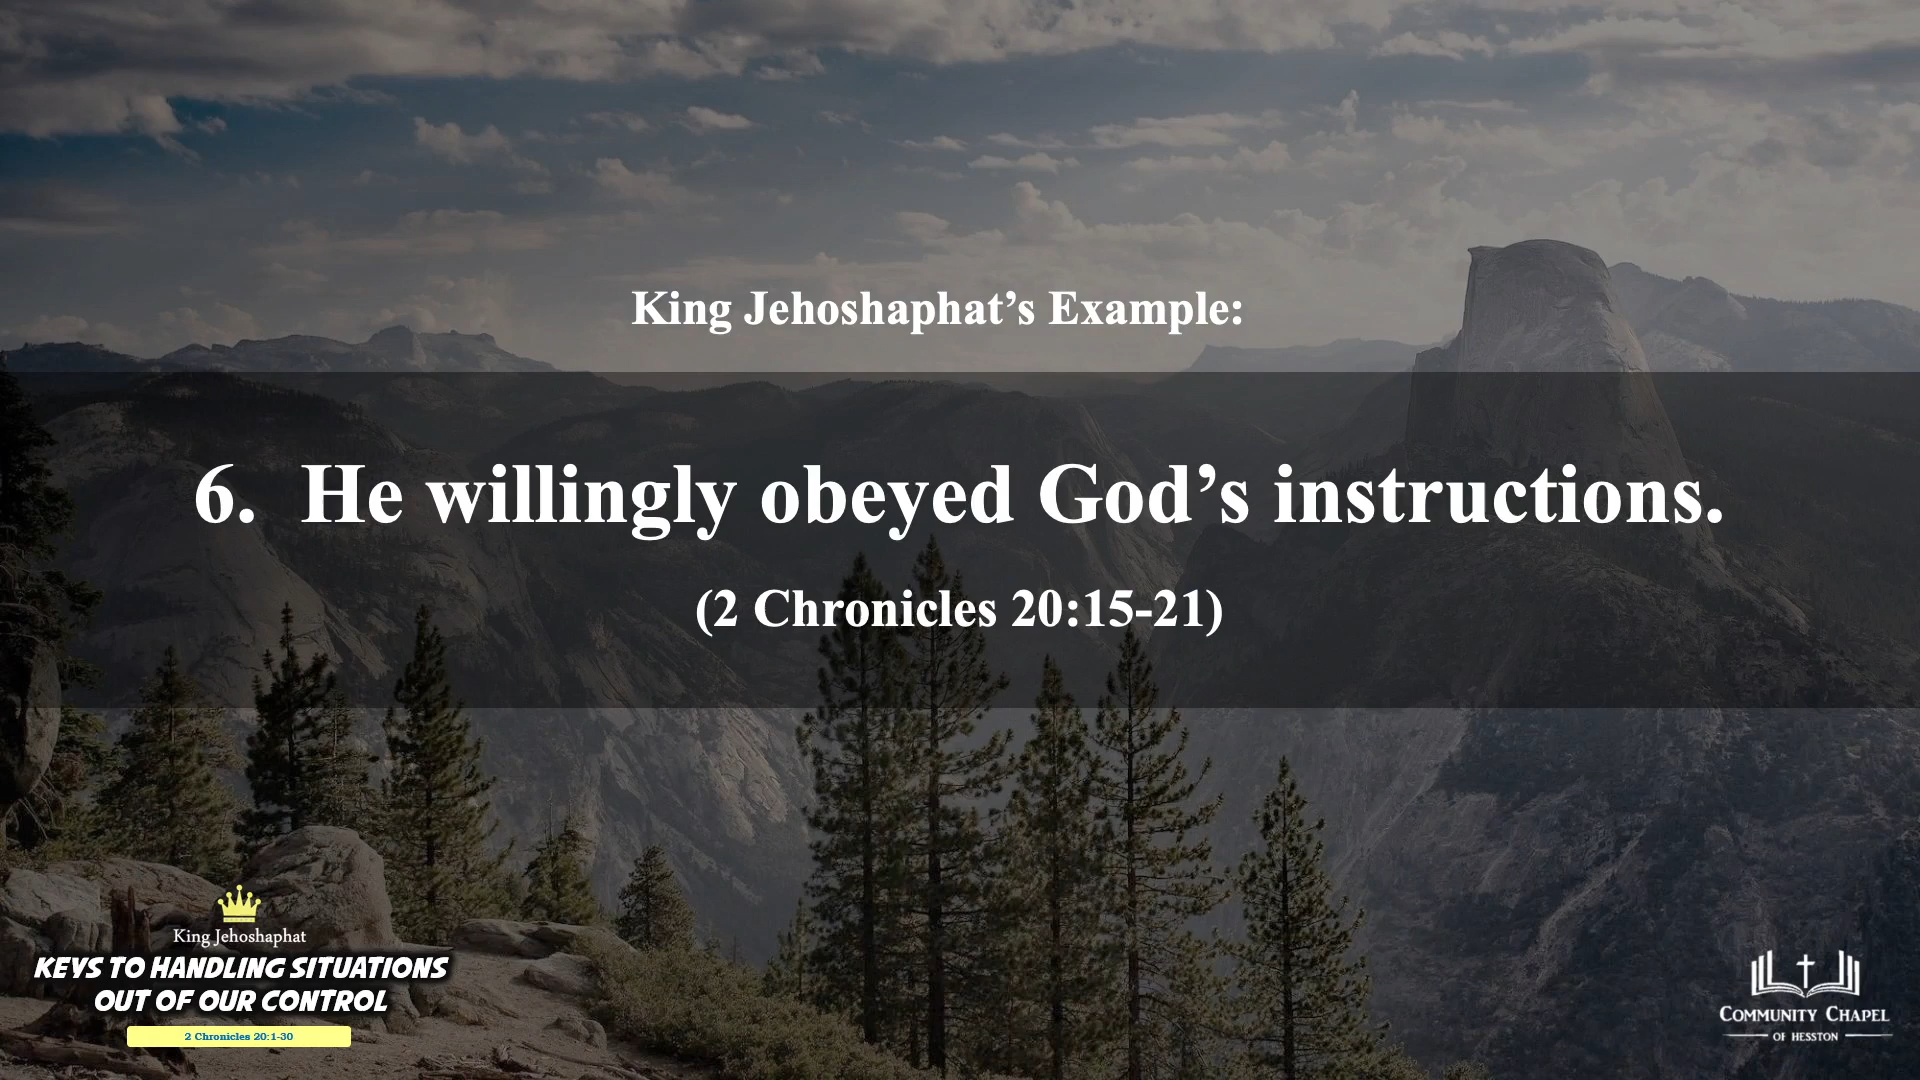 King Jehoshaphat’s Example:
6. He willingly obeyed God’s instructions.
(2 Chronicles 20:15-21)
King Jehoshaphat
KEYS TO HANDLING SITUATIONS
OUT OF OUR CONTROL
2 Chronicles 20:1-30
COMMUNITY CHAPEL
OF HESSTON